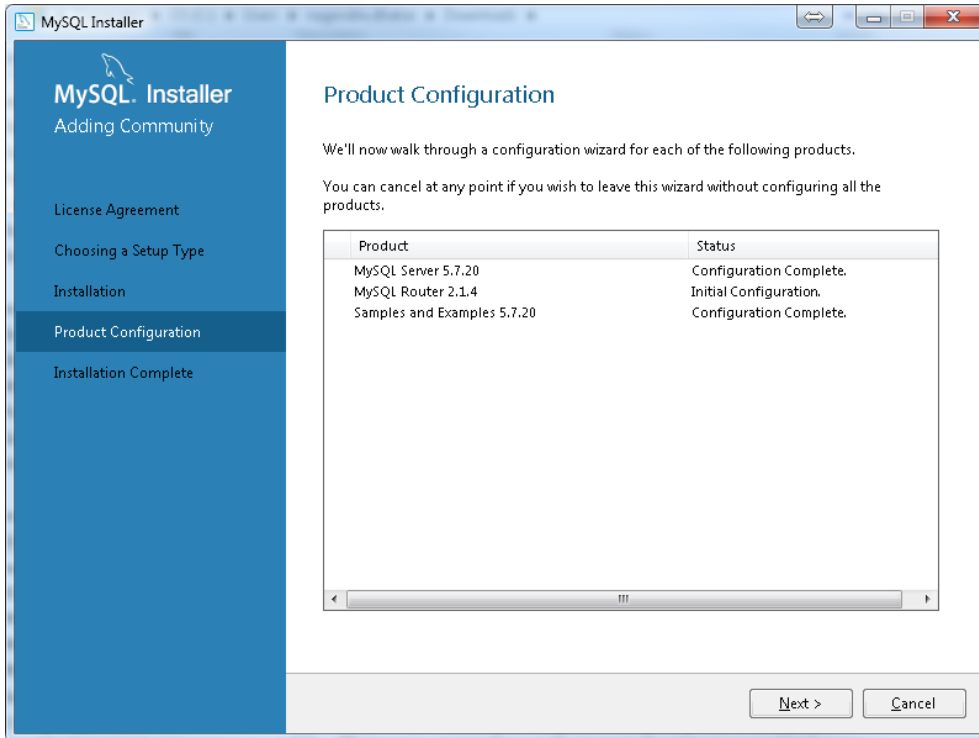 MySQL Installer
MySQL. Installer
Adding Community
License Agreement
Choosing a Setup Type
Installation
Product Configuration
Installation Complete
Product Configuration
We'll now walk through a configuration wizard for each of the following products.
You can cancel at any point if you wish to leave this wizard without configuring all the
products.
Product Status
MySQL Server 5.7.20 Configuration Complete.
MySQL Router 2.1.4 Initial Configuration.
Samples and Examples 5.7.20 Configuration Complete.
Next >
Cancel